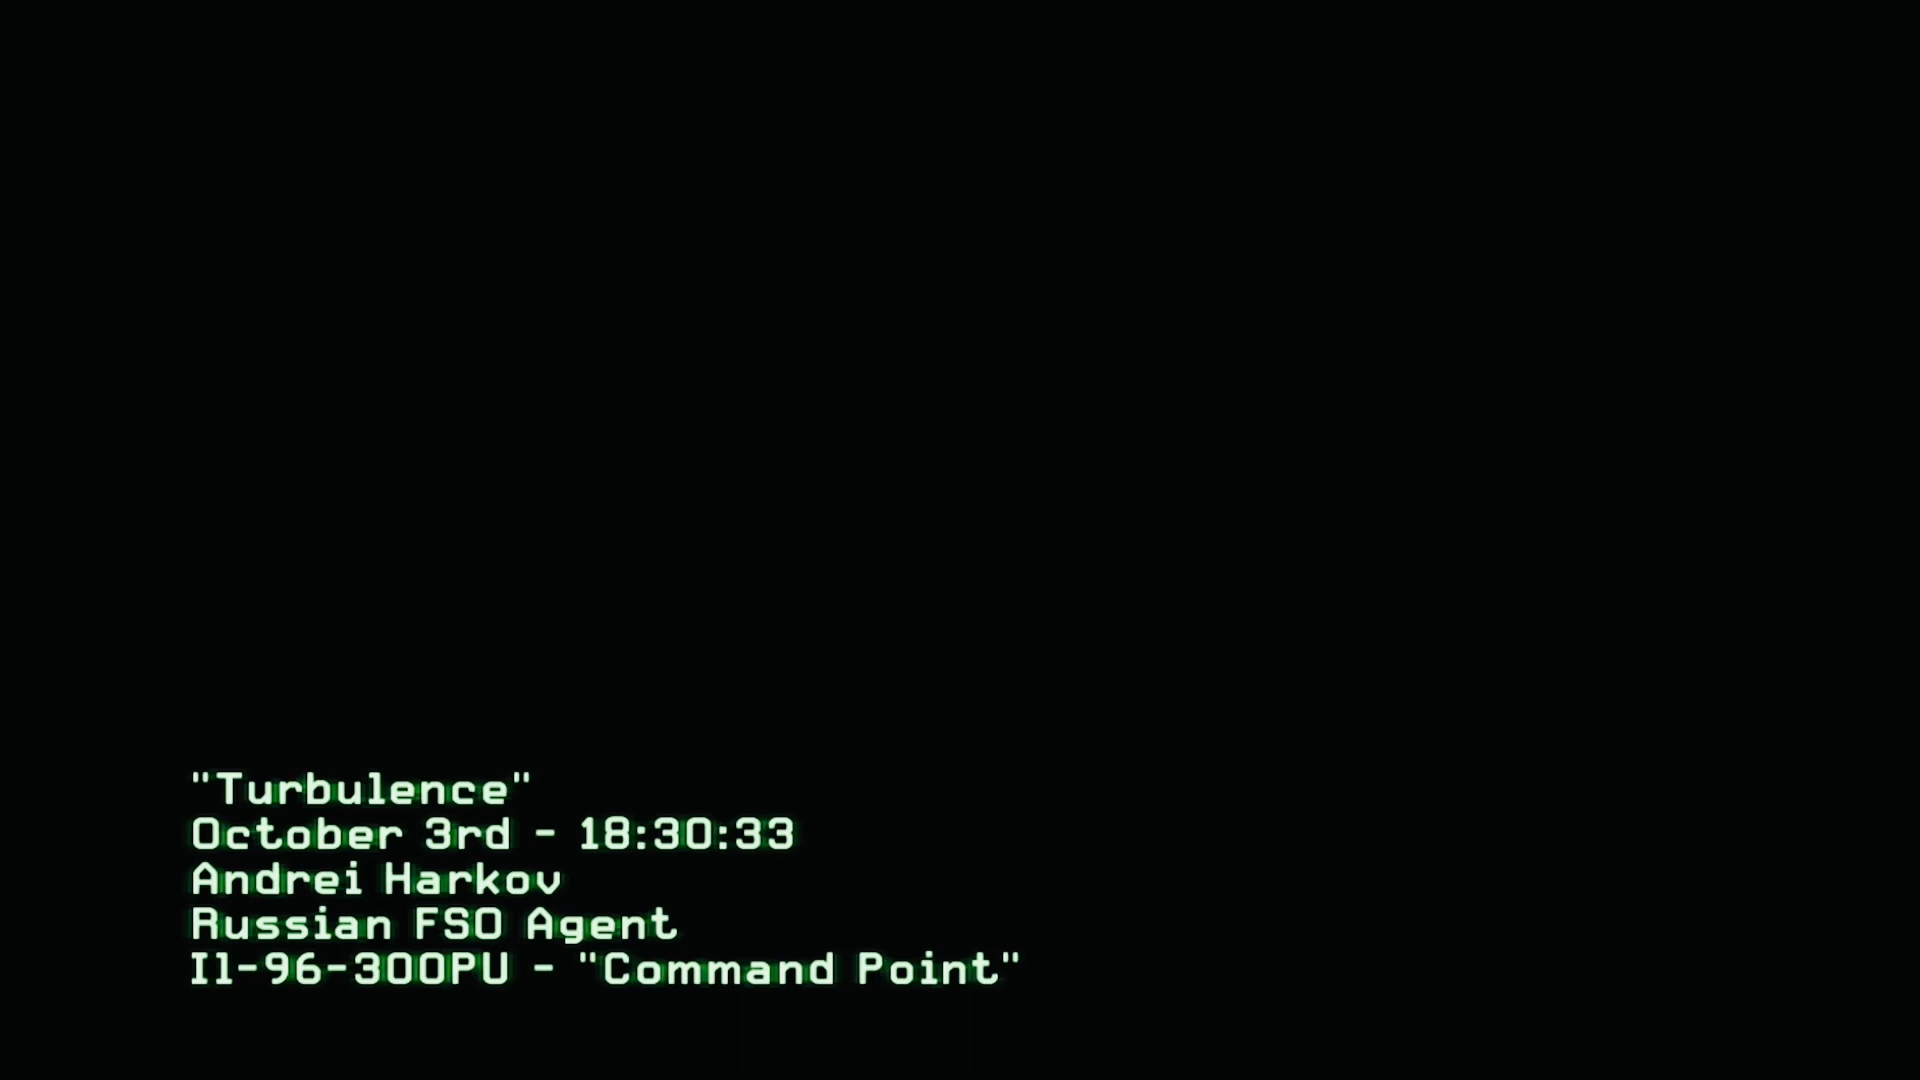 "Turbulence"
October 3rd - 18:30:33
Andrei Harkov
Russian FSO Agent
Il-96-300PU - "Command Point"